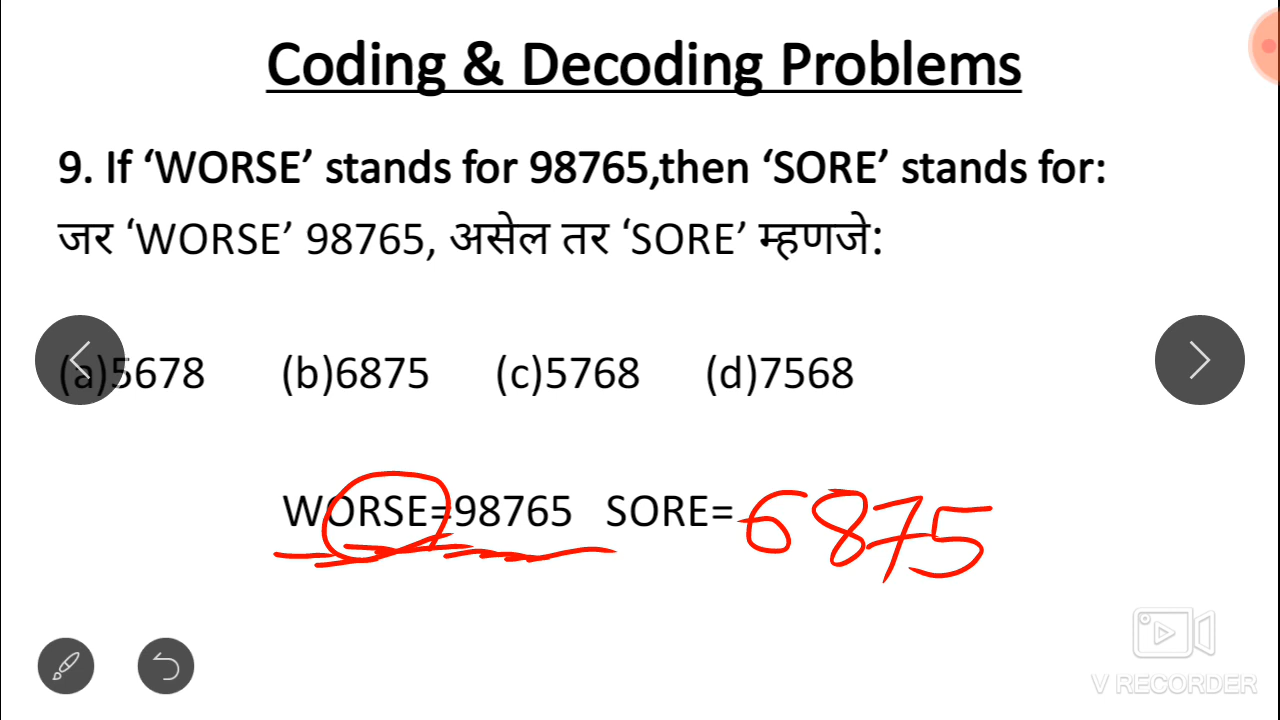 Coding & Decoding Problems
9. If ‘WORSE’ stands for 98765,then ‘SORE’ stands for:
जर ‘WORSE’ 98765, असेल तर ‘SORE’ म्हणजे:
(a)5678 (b)6875 (c)5768 (d)7568
WORSE=98765 SORE= 6875
V RECORDER